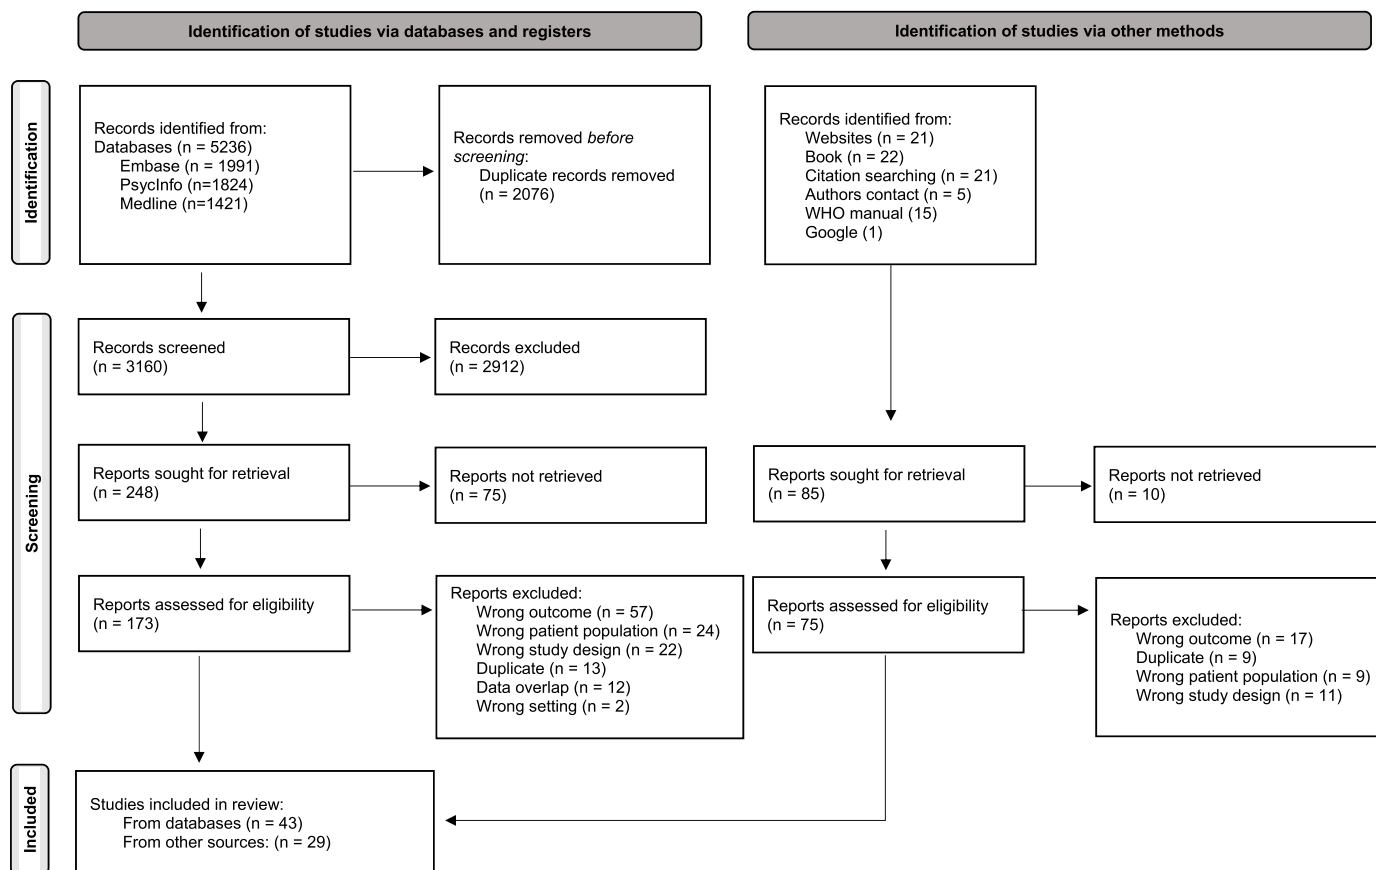 Identification of studies via databases and registers
Identification of studies via other methods
Identification
Records identified from:
Databases (n = 5236)
Embase (n = 1991)
PsycInfo (n=1824)
Medline (n=1421)
Records removed before
screening:
Duplicate records removed
(n = 2076)
Records identified from:
Websites (n = 21)
Book (n = 22)
Citation searching (n = 21)
Authors contact (n = 5)
WHO manual (15)
Google (1)
Screening
Records screened
(n = 3160)
Records excluded
(n = 2912)
Reports sought for retrieval
(n = 248)
Reports not retrieved
(n = 75)
Reports sought for retrieval
(n = 85)
Reports not retrieved
(n = 10)
Reports assessed for eligibility
(n = 173)
Reports excluded:
Wrong outcome (n = 57)
Wrong patient population (n = 24)
Wrong study design (n = 22)
Duplicate (n = 13)
Data overlap (n = 12)
Wrong setting (n = 2)
Reports assessed for eligibility
(n = 75)
Reports excluded:
Wrong outcome (n = 17)
Duplicate (n = 9)
Wrong patient population (n = 9)
Wrong study design (n = 11)
Included
Studies included in review:
From databases (n = 43)
From other sources: (n = 29)